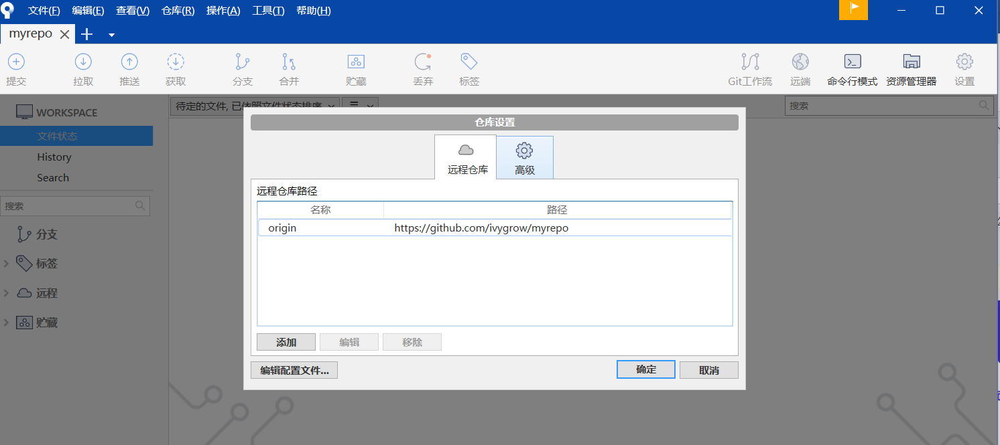 文件(F) 编辑(E) 查看(V) 仓库(R) 操作(A) 工具(T) 帮助(H)
myrepo
提交 拉取 推送 获取 分支 合并 贮藏 丢弃 标签 Git工作流 远端 命令行模式 资源管理器 设置
WORKSPACE
文件状态
History
Search
搜索
分支
标签
远程
贮藏
待定的文件, 已依照文件状态排序
搜索
仓库设置
远程仓库 高级
远程仓库路径
名称 路径
origin https://github.com/ivygrow/myrepo
添加 编辑 移除
编辑配置文件... 确定 取消